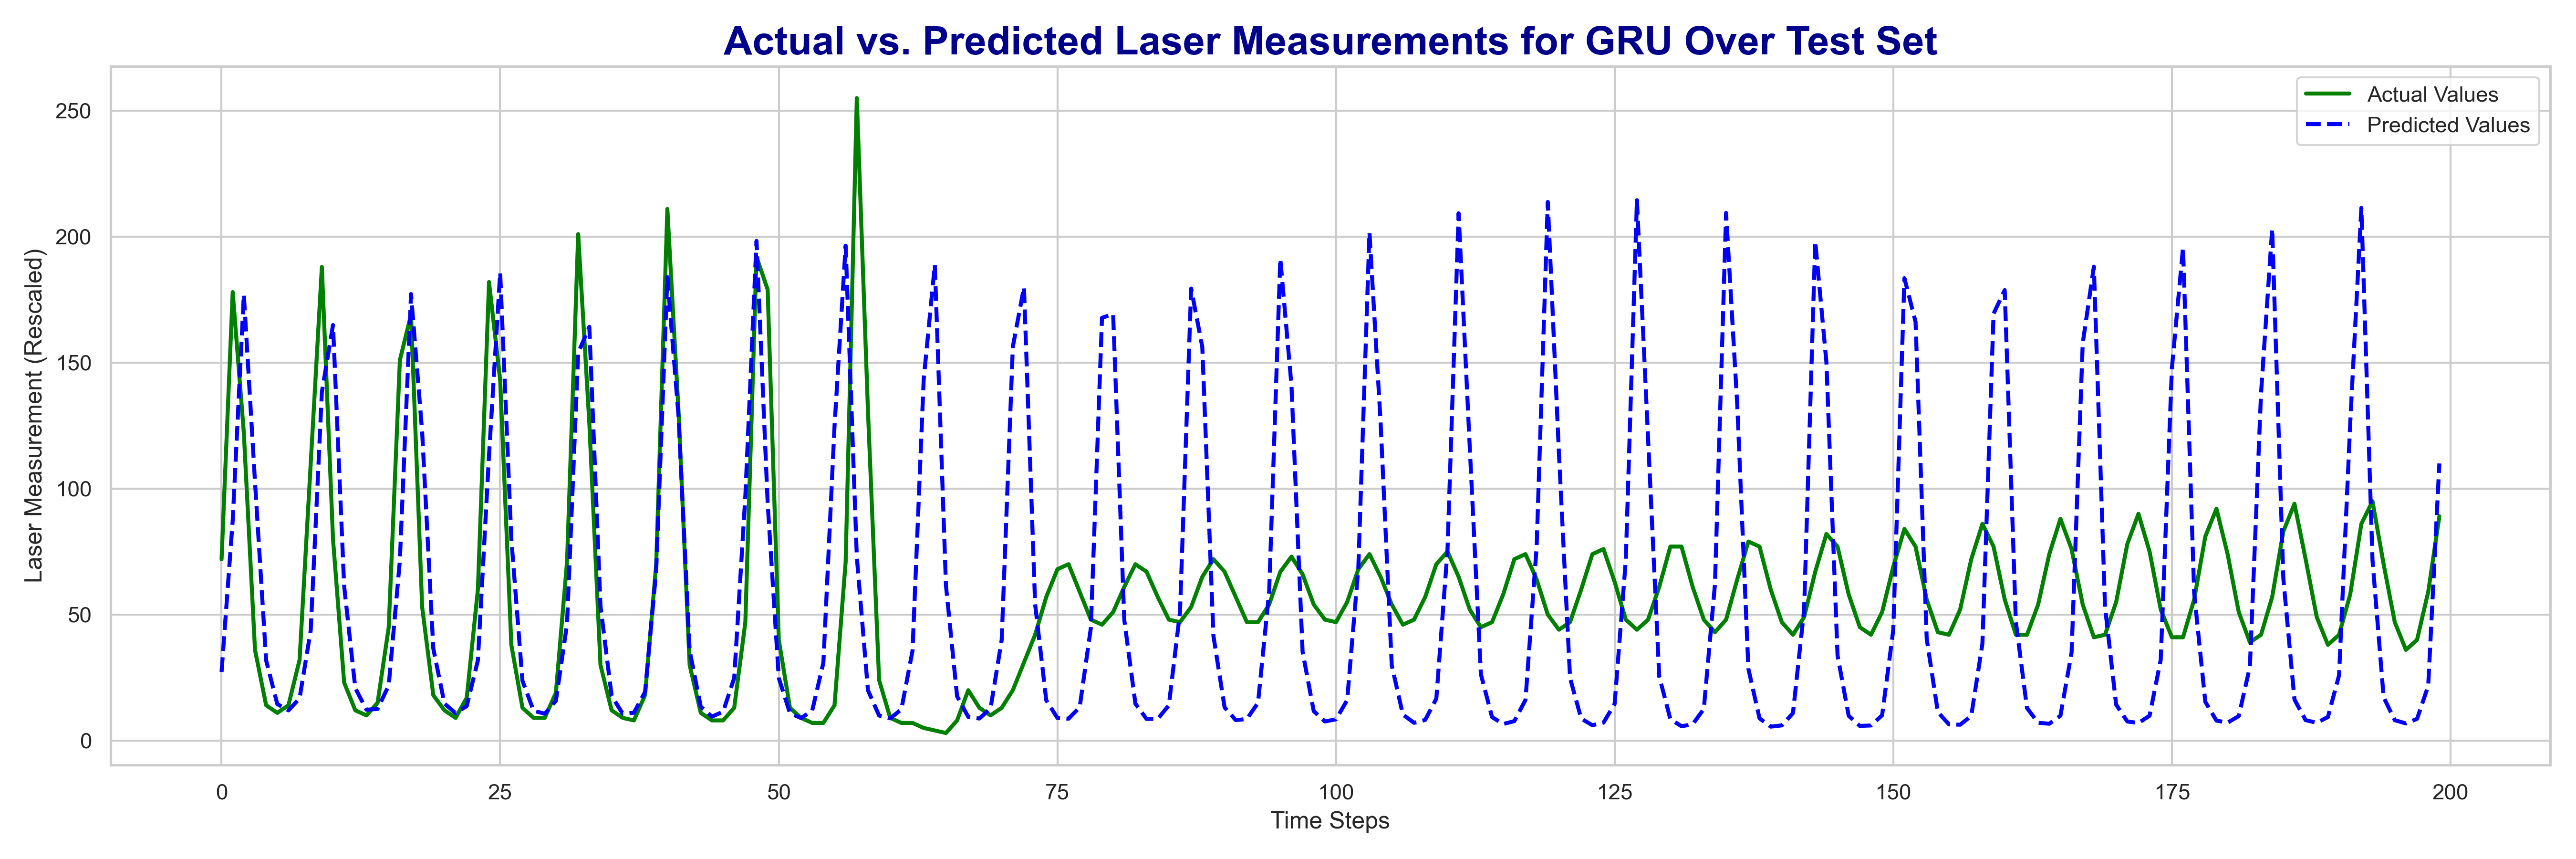 Actual vs. Predicted Laser Measurements for GRU Over Test Set
Actual Values
Predicted Values
Laser Measurement (Rescaled)
250
200
150
100
50
0
0 25 50 75 100 125 150 175 200
Time Steps